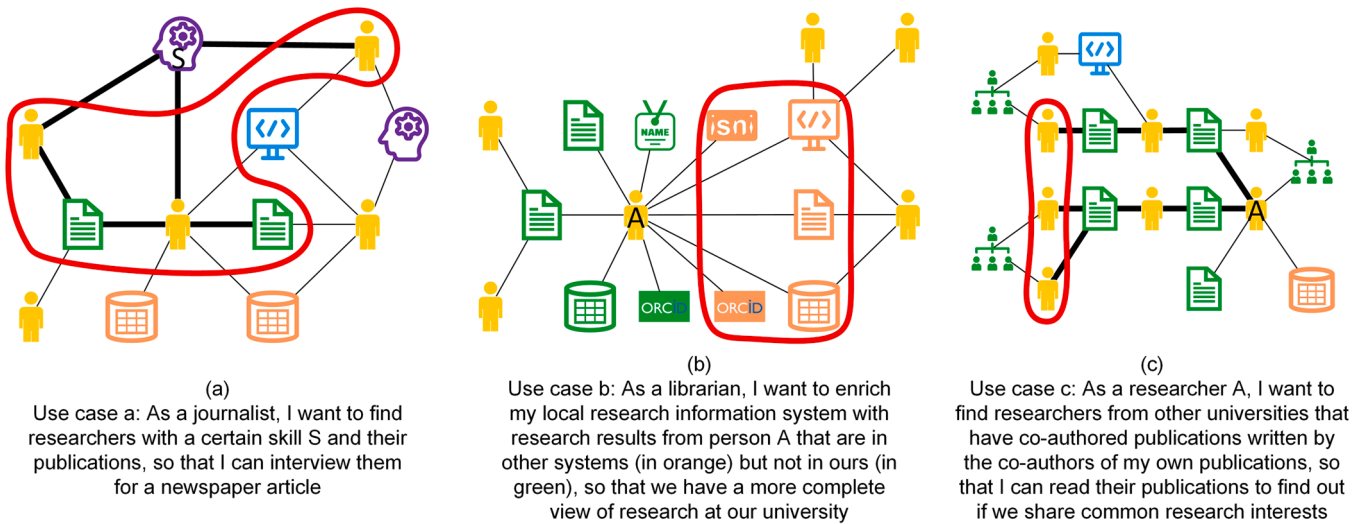 S
NAME
isni
A
ORCiD
ORCiD
A
(a)
Use case a: As a journalist, I want to find
researchers with a certain skill S and their
publications, so that I can interview them
for a newspaper article
(b)
Use case b: As a librarian, I want to enrich
my local research information system with
research results from person A that are in
other systems (in orange) but not in ours (in
green), so that we have a more complete
view of research at our university
(c)
Use case c: As a researcher A, I want to
find researchers from other universities that
have co-authored publications written by
the co-authors of my own publications, so
that I can read their publications to find out
if we share common research interests